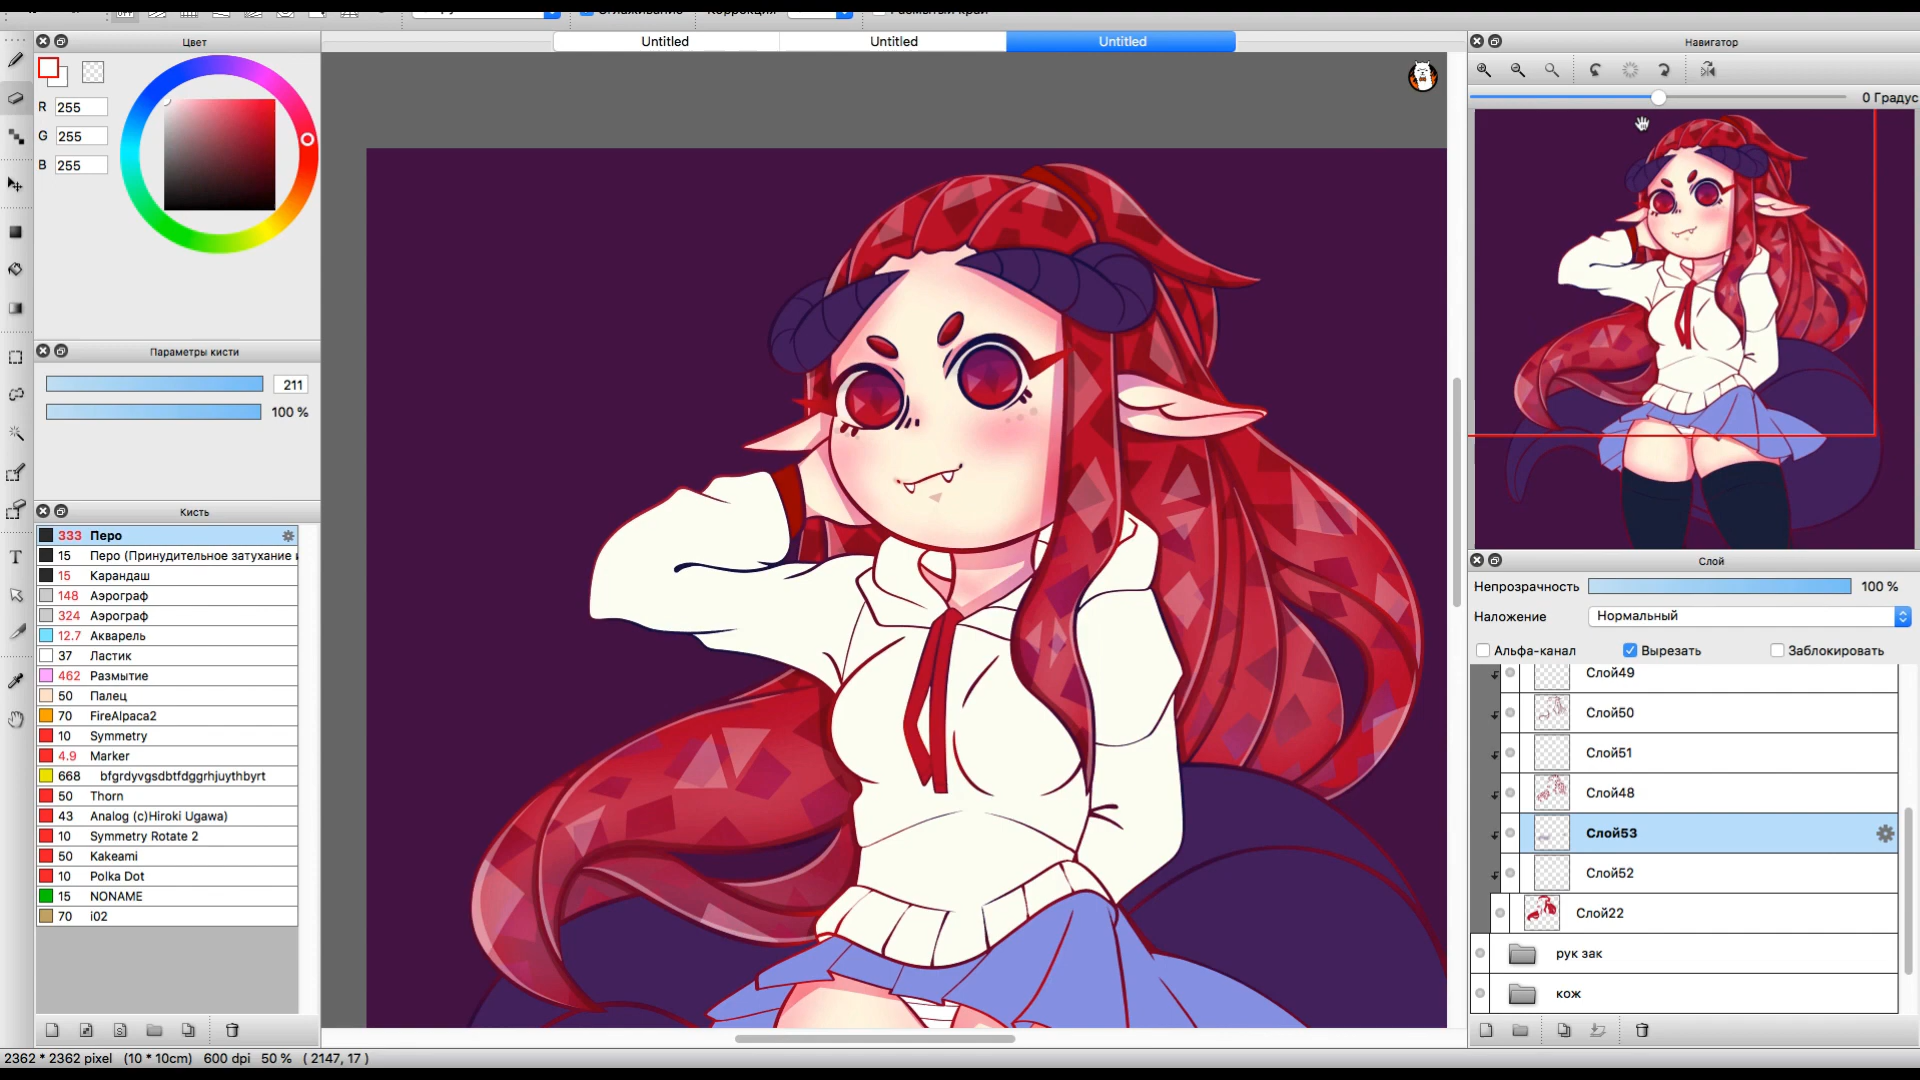 Сглаживание
Коррекция
Размытый край
Untitled
Untitled
Untitled
Цвет
R 255
G 255
B 255
Параметры кисти
211
100 %
Кисть
333 Перо
15 Перо (Принудительное затухание и
15 Карандаш
148 Аэрограф
324 Аэрограф
12.7 Акварель
37 Ластик
462 Размытие
50 Палец
70 FireAlpaca2
10 Symmetry
4.9 Marker
668 bfgrdyvgsdbtfdggrhjuythbyrt
50 Thorn
43 Analog (c)Hiroki Ugawa)
10 Symmetry Rotate 2
50 Kakeami
10 Polka Dot
15 NONAME
70 i02
Навигатор
0 Градус
Слой
Непрозрачность 100 %
Наложение Нормальный
Альфа-канал Вырезать Заблокировать
Слой49
Слой50
Слой51
Слой48
Слой53
Слой52
Слой22
рук зак
кож
T
2362 * 2362 pixel (10 * 10cm) 600 dpi 50 % ( 2147, 17 )